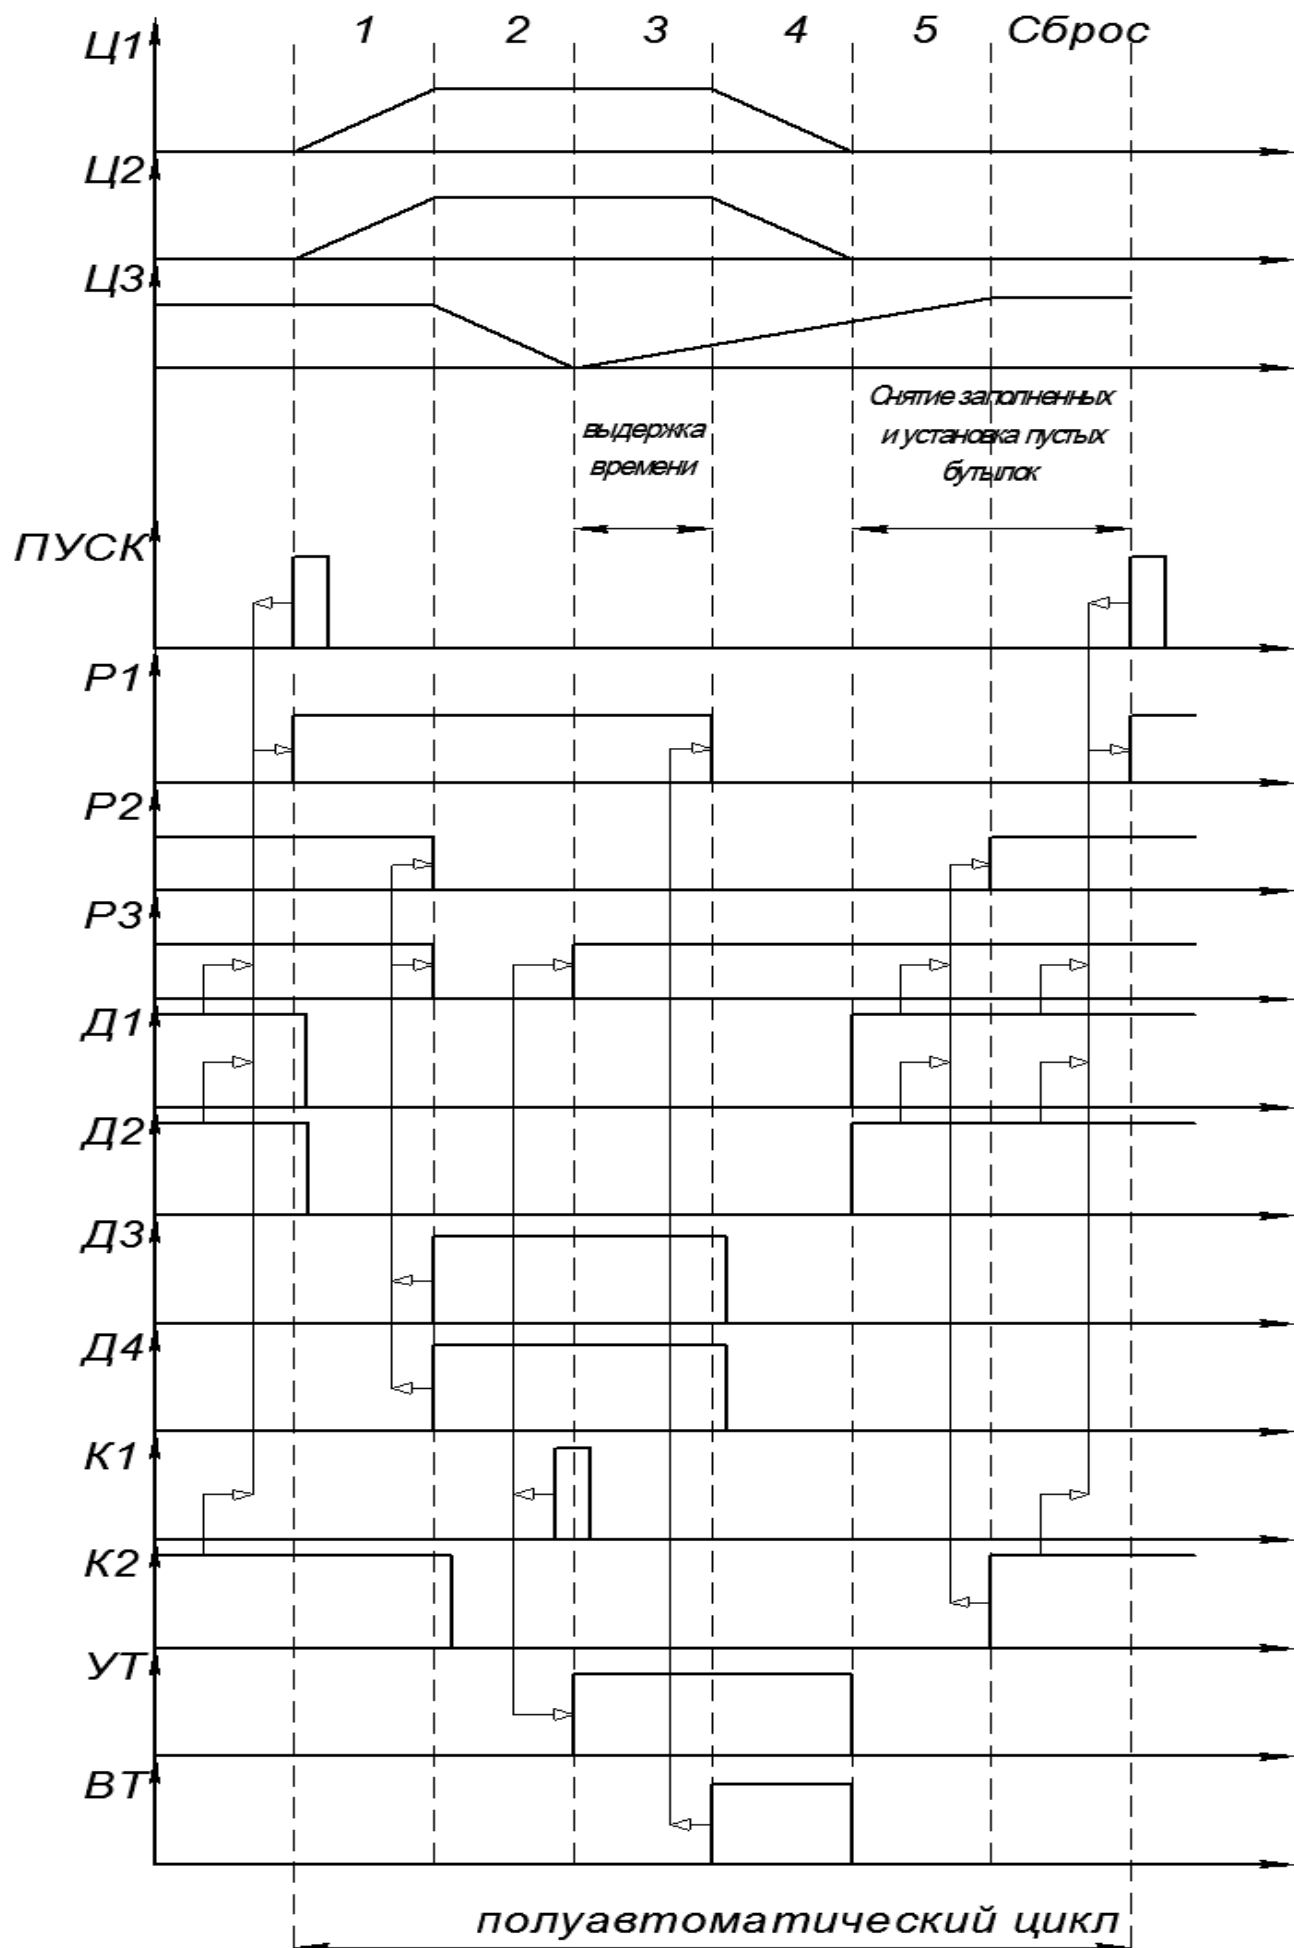 Ц1 1 2 3 4 5 Сброс
Ц2
Ц3
Снятие заполненных
и установка пустых
бутылок
выдержка
времени
ПУСК
Р1
Р2
Р3
Д1
Д2
Д3
Д4
К1
К2
УТ
ВТ
полуавтоматический цикл